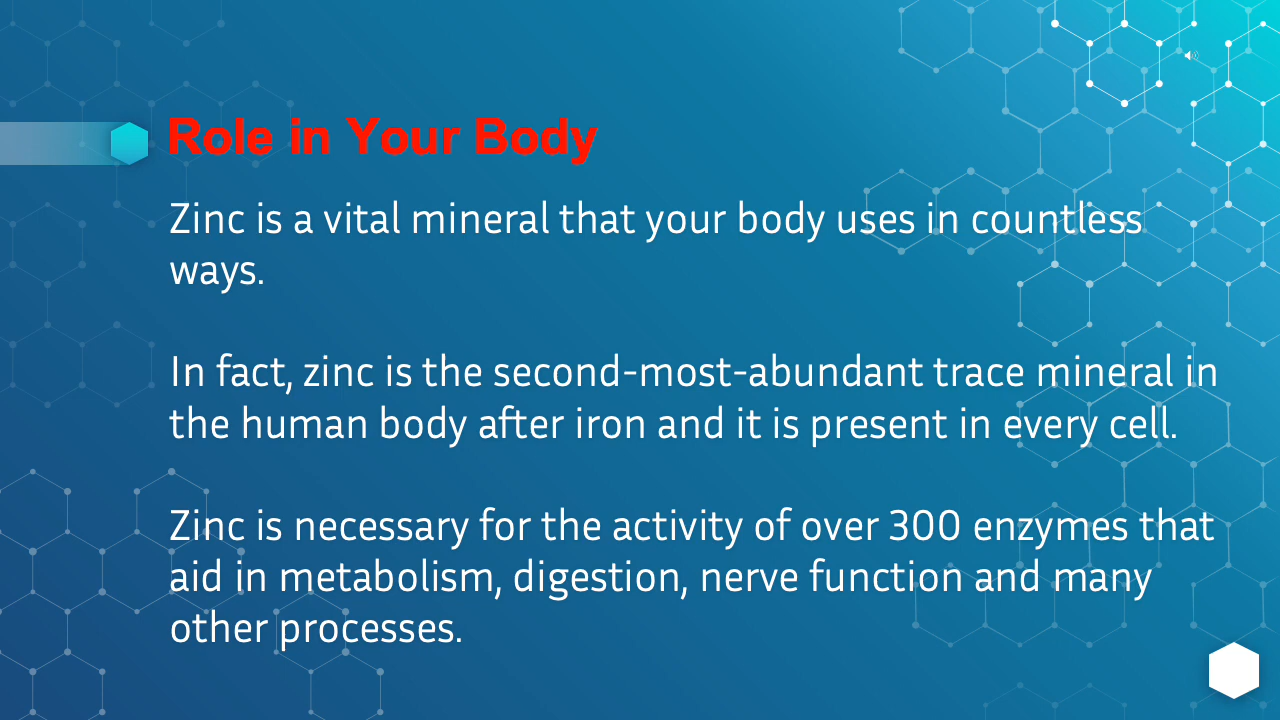 Role in Your Body
Zinc is a vital mineral that your body uses in countless
ways.
In fact, zinc is the second-most-abundant trace mineral in
the human body after iron and it is present in every cell.
Zinc is necessary for the activity of over 300 enzymes that
aid in metabolism, digestion, nerve function and many
other processes.